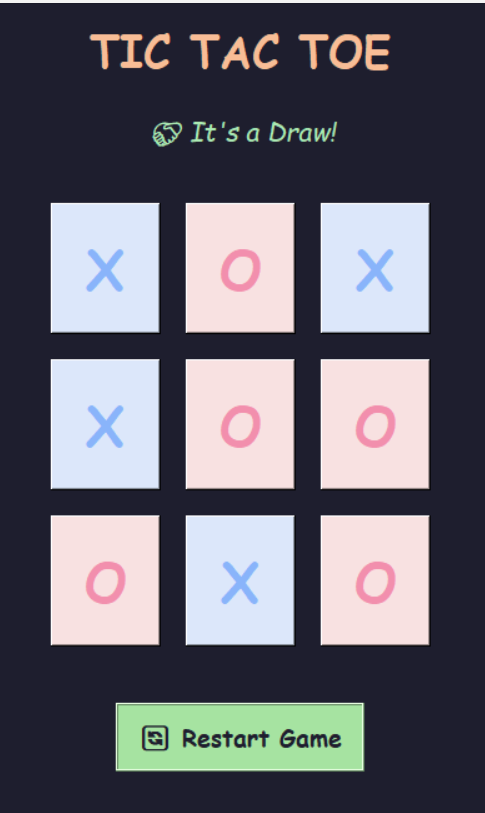 TIC TAC TOE
It's a Draw!
X O X
X O O
O X O
Restart Game